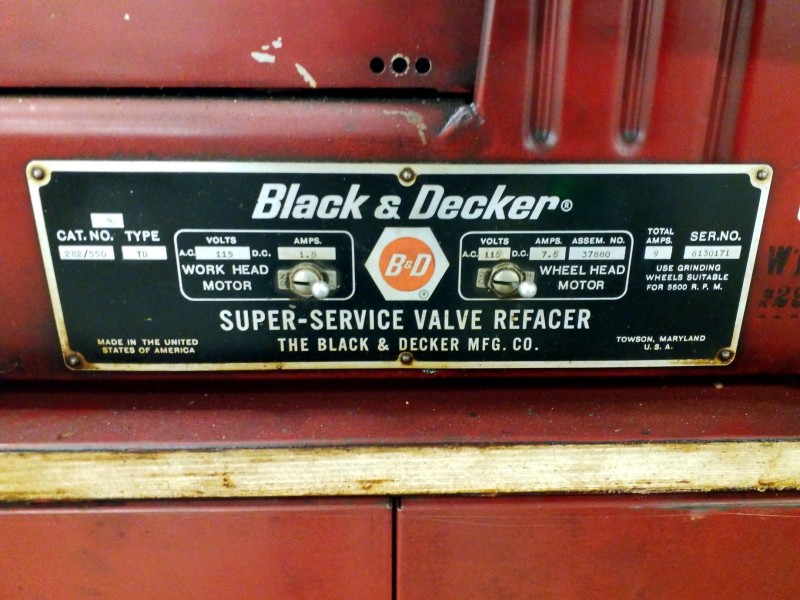 Black & Decker®
CAT. NO. TYPE
282/550 TD
VOLTS AMPS.
A.C. 115 D.C. 1.5
WORK HEAD
MOTOR
B&D®
VOLTS AMPS. ASSEM. NO.
A.C. 115 D.C. 7.5 37880
WHEEL HEAD
MOTOR
TOTAL
AMPS. SER.NO.
9 6130171
USE GRINDING
WHEELS SUITABLE
FOR 5500 R.P.M.
SUPER-SERVICE VALVE REFACER
THE BLACK & DECKER MFG. CO.
MADE IN THE UNITED
STATES OF AMERICA
TOWSON, MARYLAND
U.S.A.